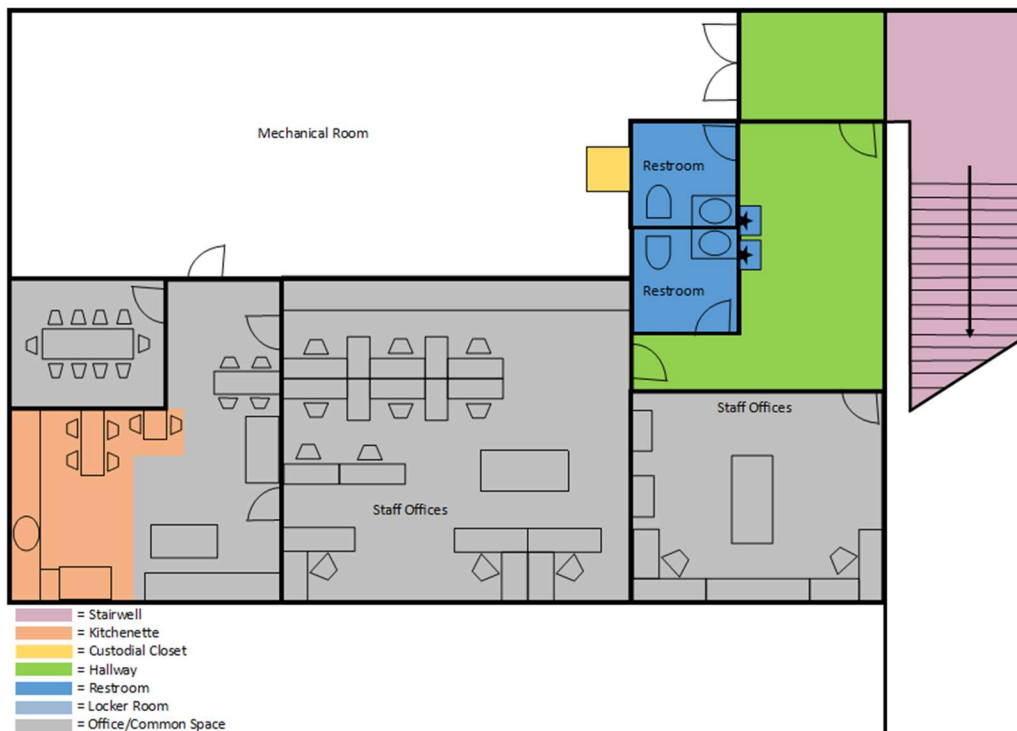 Mechanical Room
Restroom
Restroom
Staff Offices
Staff Offices
= Stairwell
= Kitchenette
= Custodial Closet
= Hallway
= Restroom
= Locker Room
= Office/Common Space